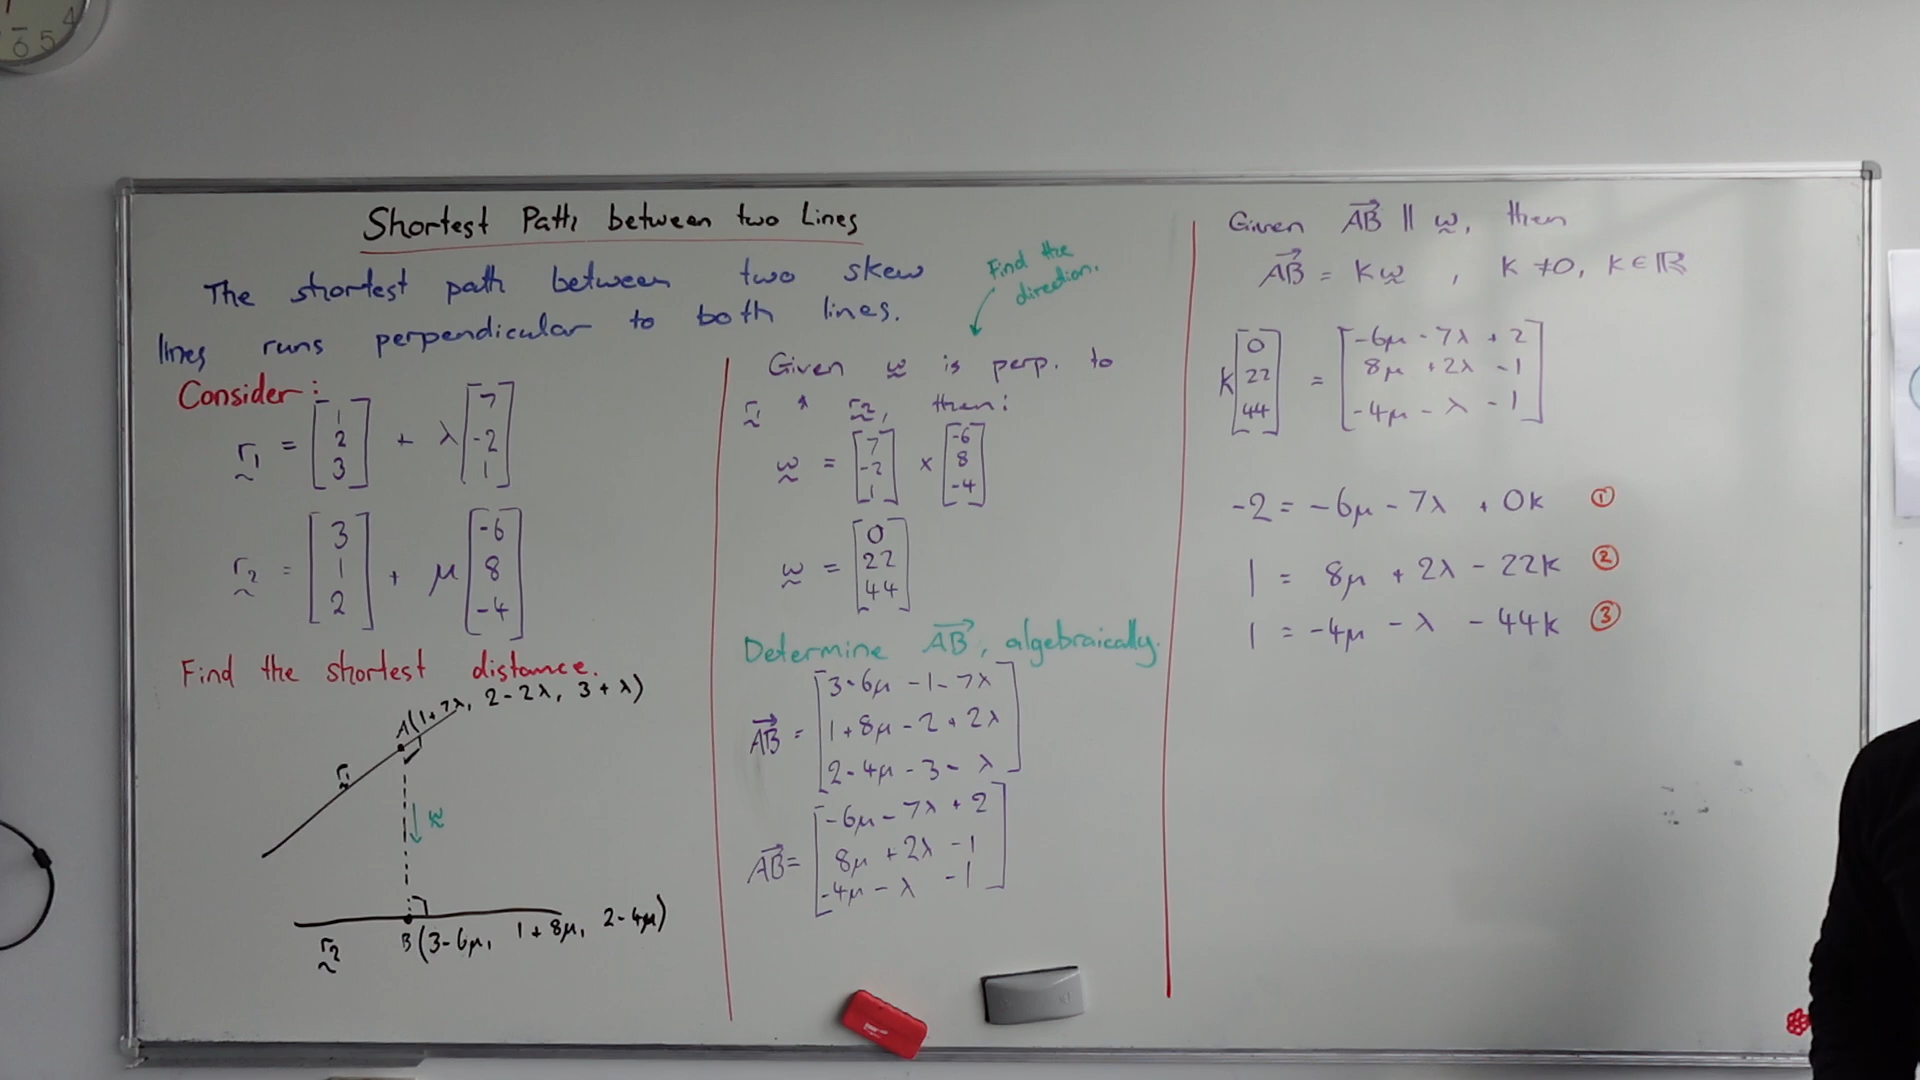 4
6 5
Shortest Path between two Lines
The shortest path between two skew
lines runs perpendicular to both lines.
Consider:
r₁ = [1 2 3] + λ [7 -2 1]
r₂ = [3 1 2] + μ [-6 8 -4]
Find the shortest distance.
A(1+7λ, 2-2λ, 3+λ)
r₁
w
r₂
B(3-6μ, 1+8μ, 2-4μ)
Find the
direction.
Given w is perp. to
r₁ & r₂, then:
w = [7 -2 1] × [-6 8 -4]
w = [0 22 44]
Determine AB, algebraically.
AB = [3-6μ-1-7λ
1+8μ-2+2λ
2-4μ-3-λ]
AB = [-6μ-7λ+2
8μ+2λ-1
-4μ-λ-1]
Given AB || w, then
AB = kw, k ≠ 0, k ∈ ℝ
k [0 22 44] = [-6μ-7λ+2
8μ+2λ-1
-4μ-λ-1]
-2 = -6μ-7λ+0k ①
1 = 8μ+2λ-22k ②
1 = -4μ-λ-44k ③